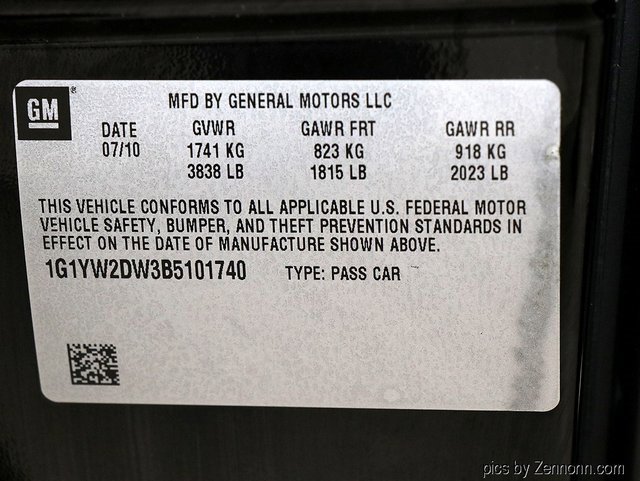 GM ®
MFD BY GENERAL MOTORS LLC
DATE GVWR GAWR FRT GAWR RR
07/10 1741 KG 823 KG 918 KG
3838 LB 1815 LB 2023 LB
THIS VEHICLE CONFORMS TO ALL APPLICABLE U.S. FEDERAL MOTOR
VEHICLE SAFETY, BUMPER, AND THEFT PREVENTION STANDARDS IN
EFFECT ON THE DATE OF MANUFACTURE SHOWN ABOVE.
1G1YW2DW3B5101740 TYPE: PASS CAR
pics by Zennonn.com